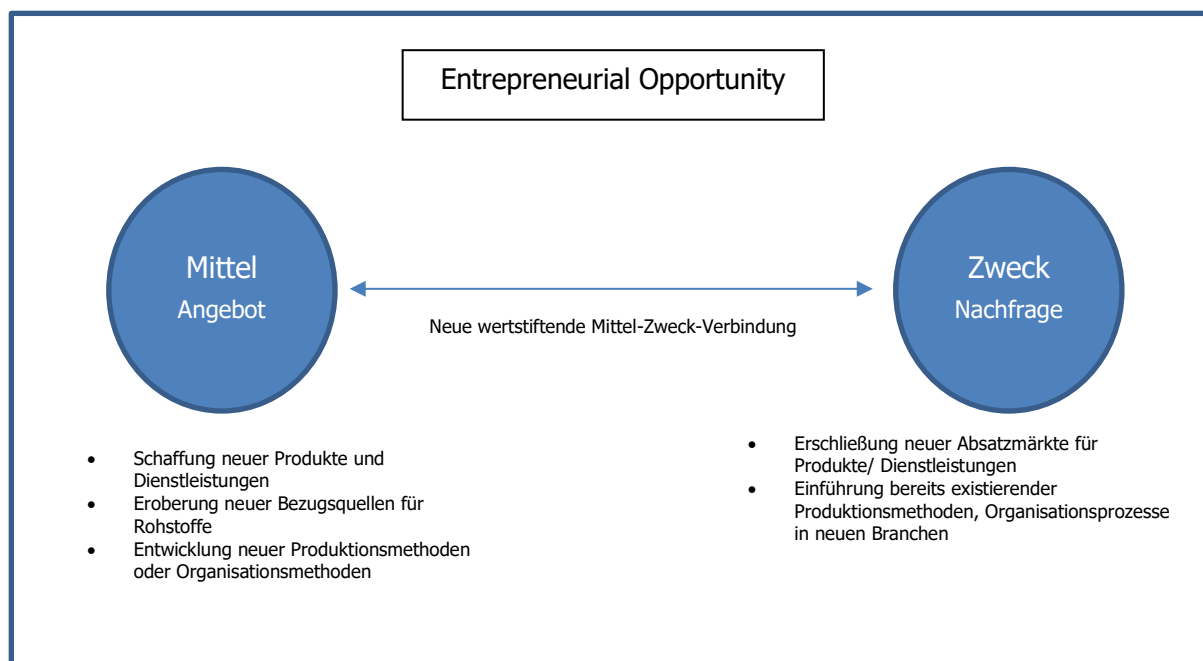 Entrepreneurial Opportunity
Mittel
Angebot
Zweck
Nachfrage
Neue wertstiftende Mittel-Zweck-Verbindung
• Schaffung neuer Produkte und
Dienstleistungen
• Eroberung neuer Bezugsquellen für
Rohstoffe
• Entwicklung neuer Produktionsmethoden
oder Organisationsmethoden
• Erschließung neuer Absatzmärkte für
Produkte/ Dienstleistungen
• Einführung bereits existierender
Produktionsmethoden, Organisationsprozesse
in neuen Branchen